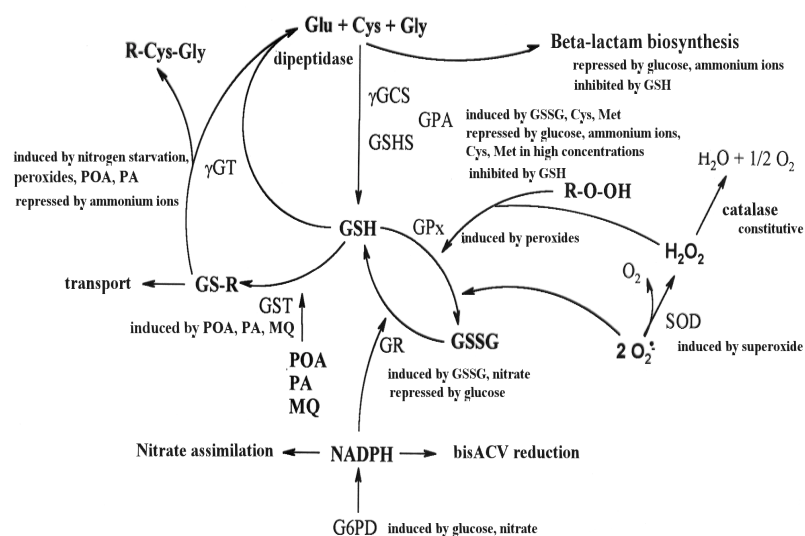 Glu + Cys + Gly
R-Cys-Gly
dipeptidase
Beta-lactam biosynthesis
repressed by glucose, ammonium ions
inhibited by GSH
γGCS
GPA
GSHS
induced by GSSG, Cys, Met
repressed by glucose, ammonium ions,
Cys, Met in high concentrations
inhibited by GSH
induced by nitrogen starvation,
peroxides, POA, PA
repressed by ammonium ions
γGT
H₂O + 1/2 O₂
R-O-OH
catalase
constitutive
GSH
GPx
induced by peroxides
H₂O₂
transport
GS-R
O₂
GST
induced by POA, PA, MQ
SOD
induced by superoxide
2 O₂•-
GR
GSSG
POA
PA
MQ
induced by GSSG, nitrate
repressed by glucose
Nitrate assimilation
NADPH
bisACV reduction
G6PD
induced by glucose, nitrate